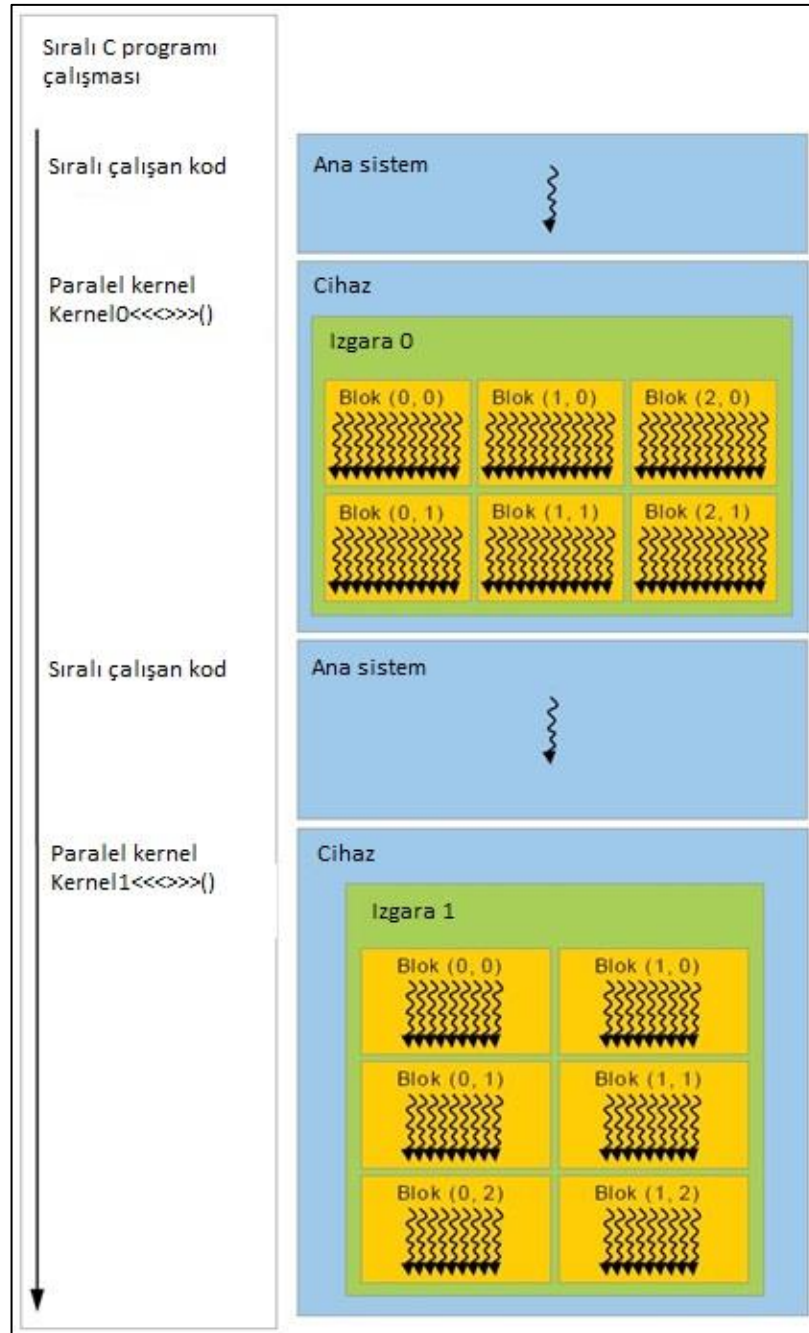 Sıralı C programı
çalışması
Sıralı çalışan kod
Ana sistem
Paralel kernel
Kernel0<<<>>>()
Cihaz
Izgara 0
Blok (0, 0)
Blok (1, 0)
Blok (2, 0)
Blok (0, 1)
Blok (1, 1)
Blok (2, 1)
Sıralı çalışan kod
Ana sistem
Paralel kernel
Kernel1<<<>>>()
Cihaz
Izgara 1
Blok (0, 0)
Blok (1, 0)
Blok (0, 1)
Blok (1, 1)
Blok (0, 2)
Blok (1, 2)